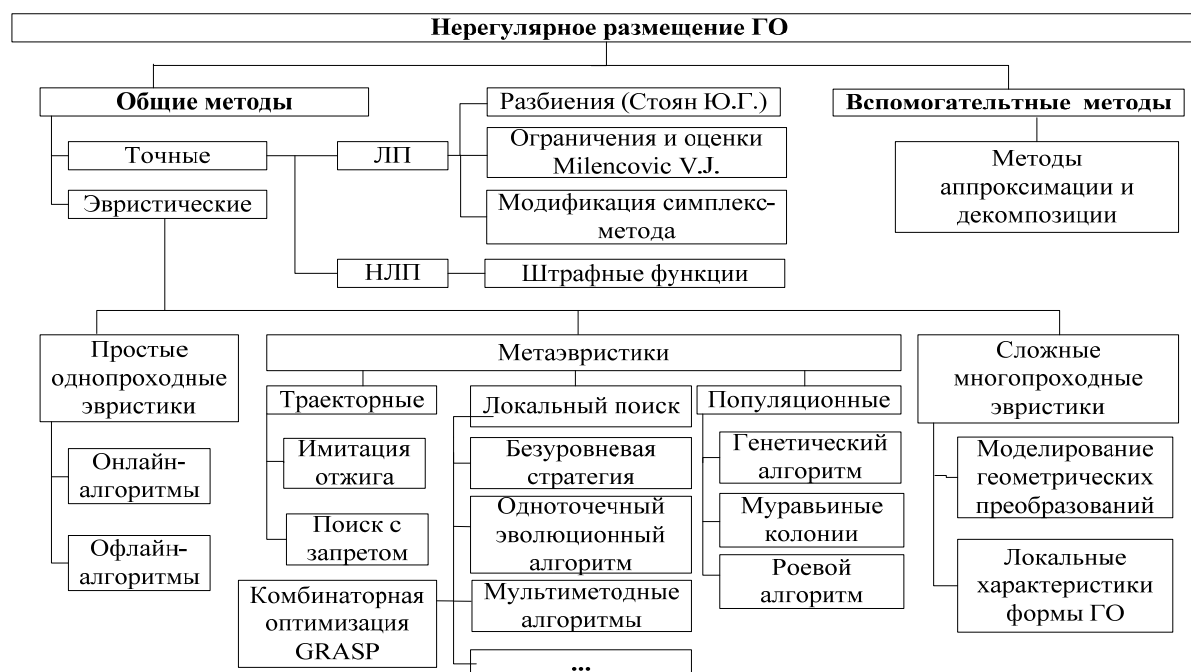 Нерегулярное размещение ГО
Общие методы
Точные
Эвристические
ЛП
НЛП
Разбиения (Стоян Ю.Г.)
Ограничения и оценки
Milencovic V.J.
Модификация симплекс-
метода
Штрафные функции
Вспомогательтные методы
Методы
аппроксимации и
декомпозиции
Простые
однопроходные
эвристики
Онлайн-
алгоритмы
Офлайн-
алгоритмы
Метаэвристики
Траекторные
Имитация
отжига
Поиск с
запретом
Комбинаторная
оптимизация
GRASP
Локальный поиск
Безуровневая
стратегия
Одноточечный
эволюционный
алгоритм
Мультиметодные
алгоритмы
...
Популяционные
Генетический
алгоритм
Муравьиные
колонии
Роевой
алгоритм
Сложные
многопроходные
эвристики
Моделирование
геометрических
преобразований
Локальные
характеристики
формы ГО